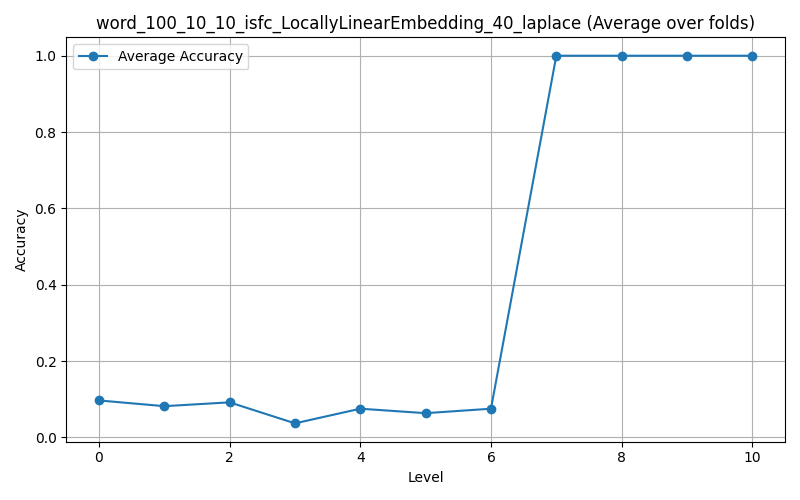 word_100_10_10_isfc_LocallyLinearEmbedding_40_laplace (Average over folds)
Average Accuracy
1.0
0.8
0.6
0.4
0.2
0.0
Accuracy
0 2 4 6 8 10
Level